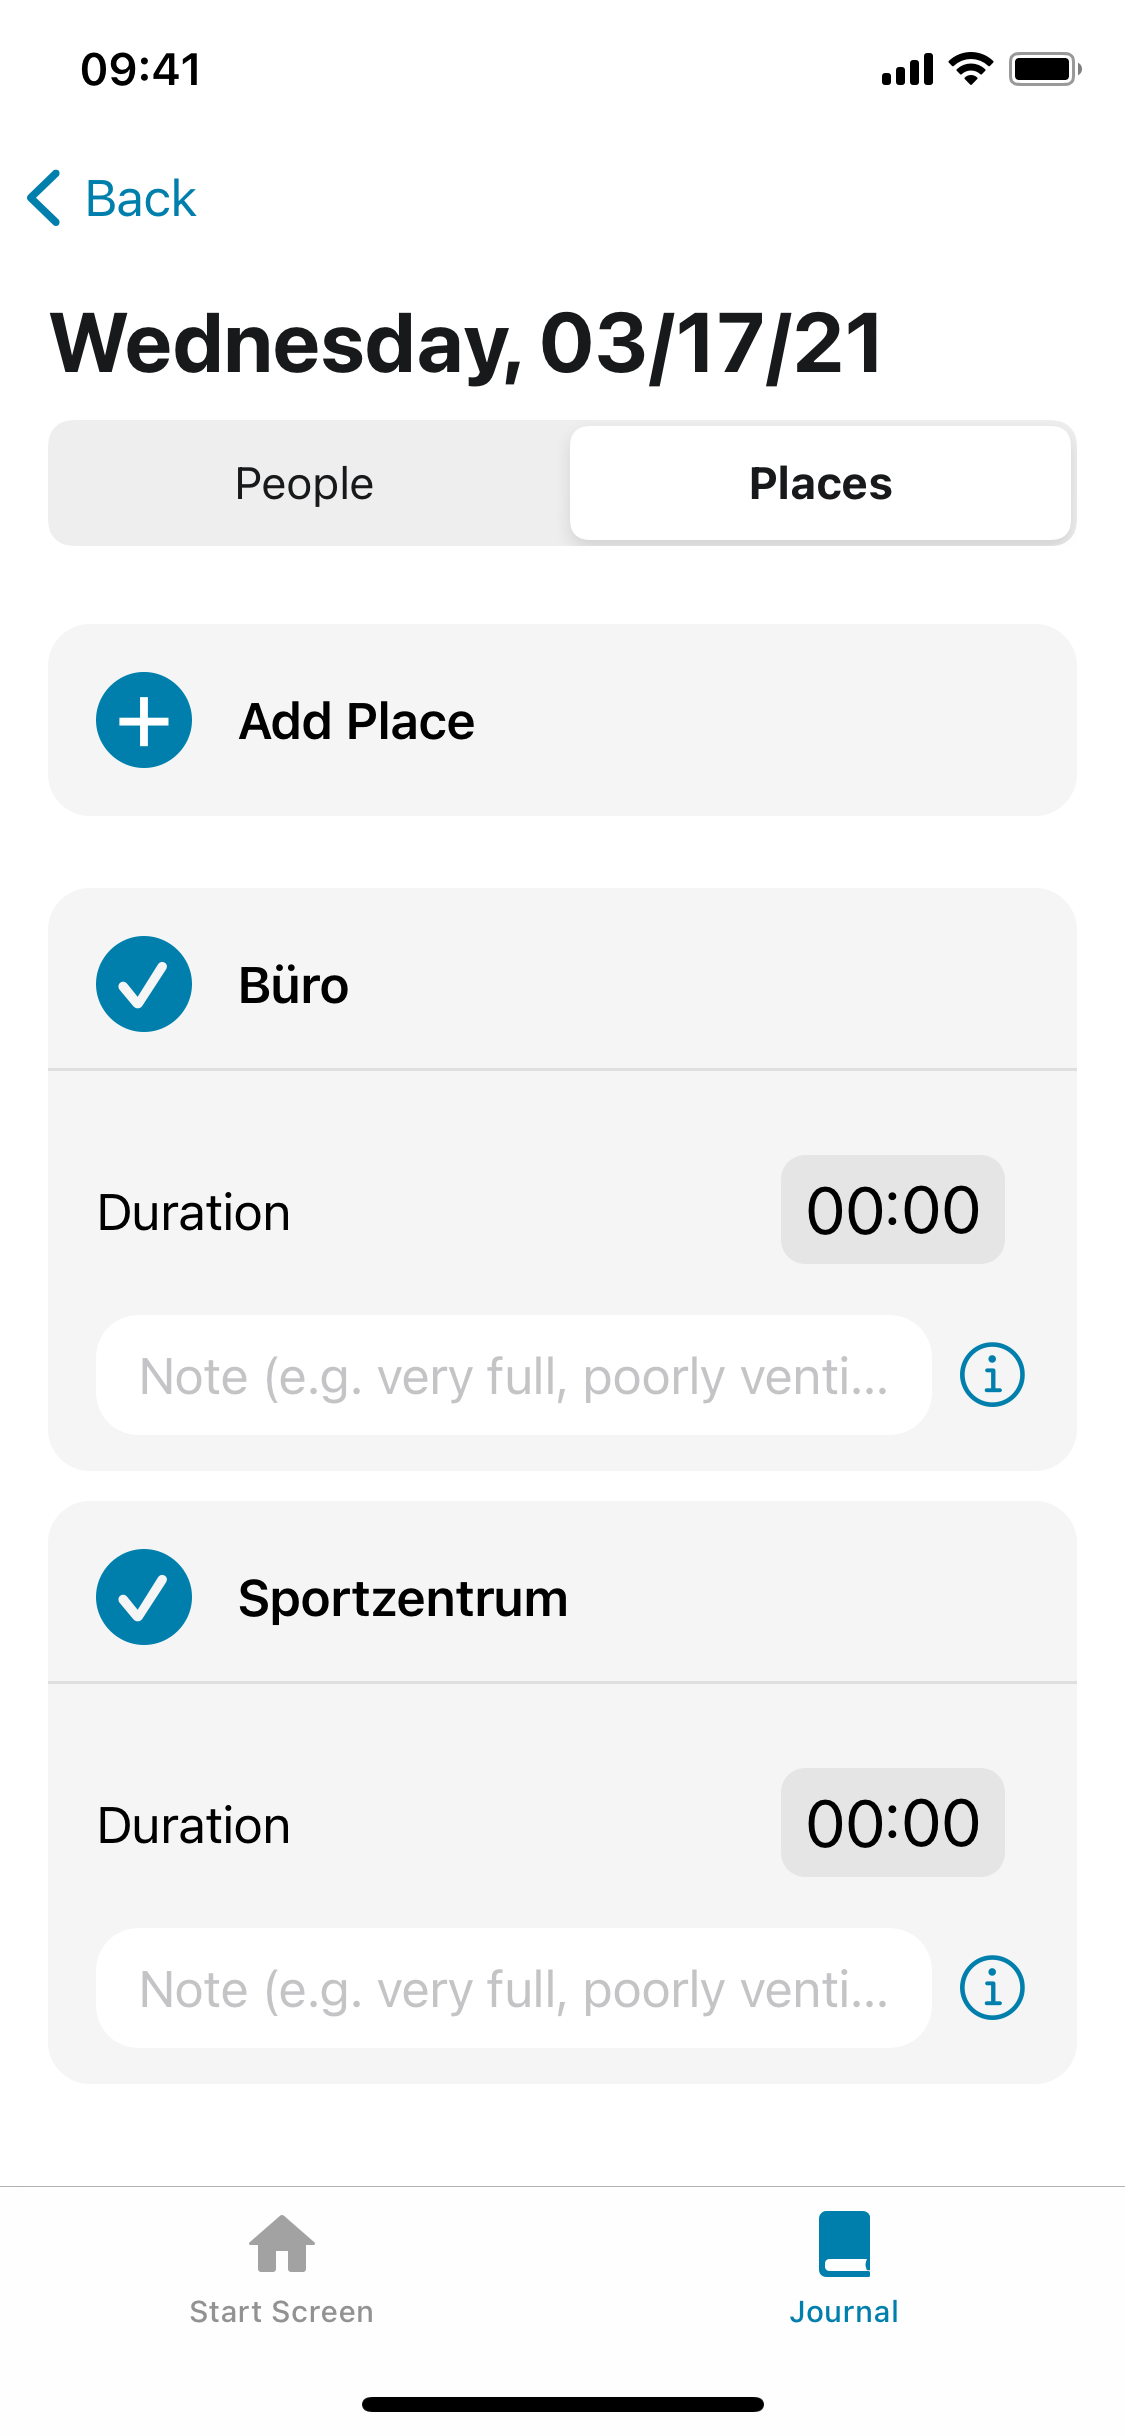 09:41
Back
Wednesday, 03/17/21
People
Places
Add Place
Büro
Duration
00:00
Note (e.g. very full, poorly venti...
Sportzentrum
Duration
00:00
Note (e.g. very full, poorly venti...
Start Screen
Journal